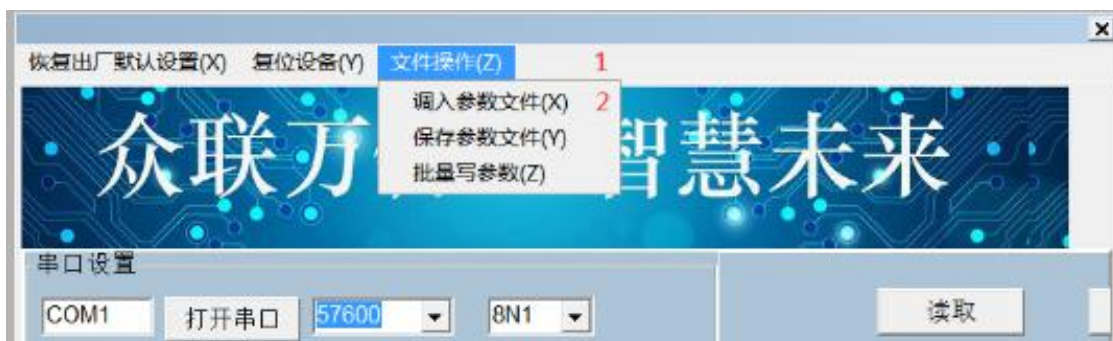 恢复出厂默认设置(X) 复位设备(Y) 文件操作(Z) 1
调入参数文件(X) 2
保存参数文件(Y)
批量写参数(Z)
众联万 智慧未来
串口设置
COM1 打开串口 57600 8N1 读取